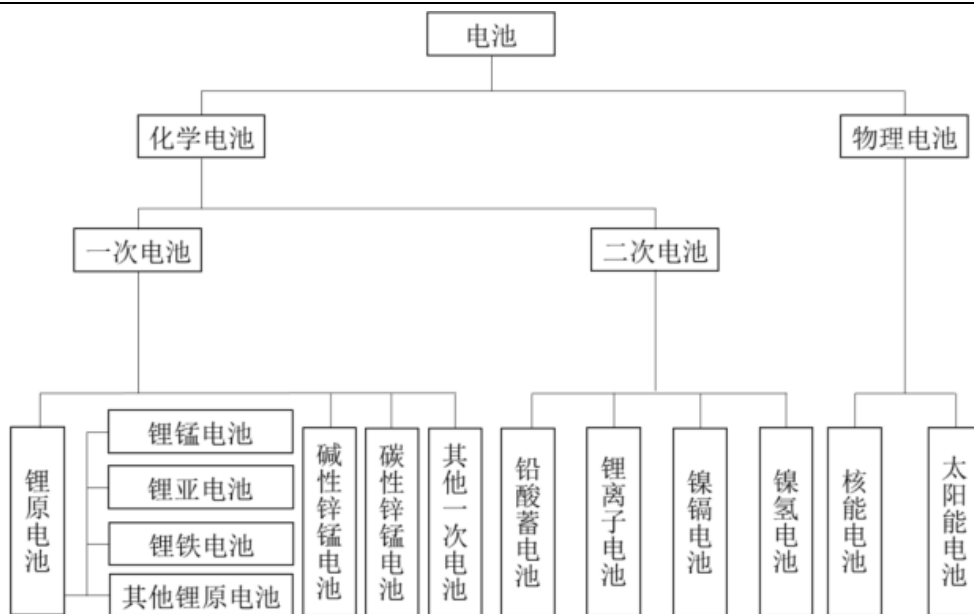 电池
化学电池
物理电池
一次电池
二次电池
锂原电池
锂锰电池
锂亚电池
锂铁电池
其他锂原电池
碱性锌锰电池
碳性锌锰电池
其他一次电池
铅酸蓄电池
锂离子电池
镍镉电池
镍氢电池
核能电池
太阳能电池